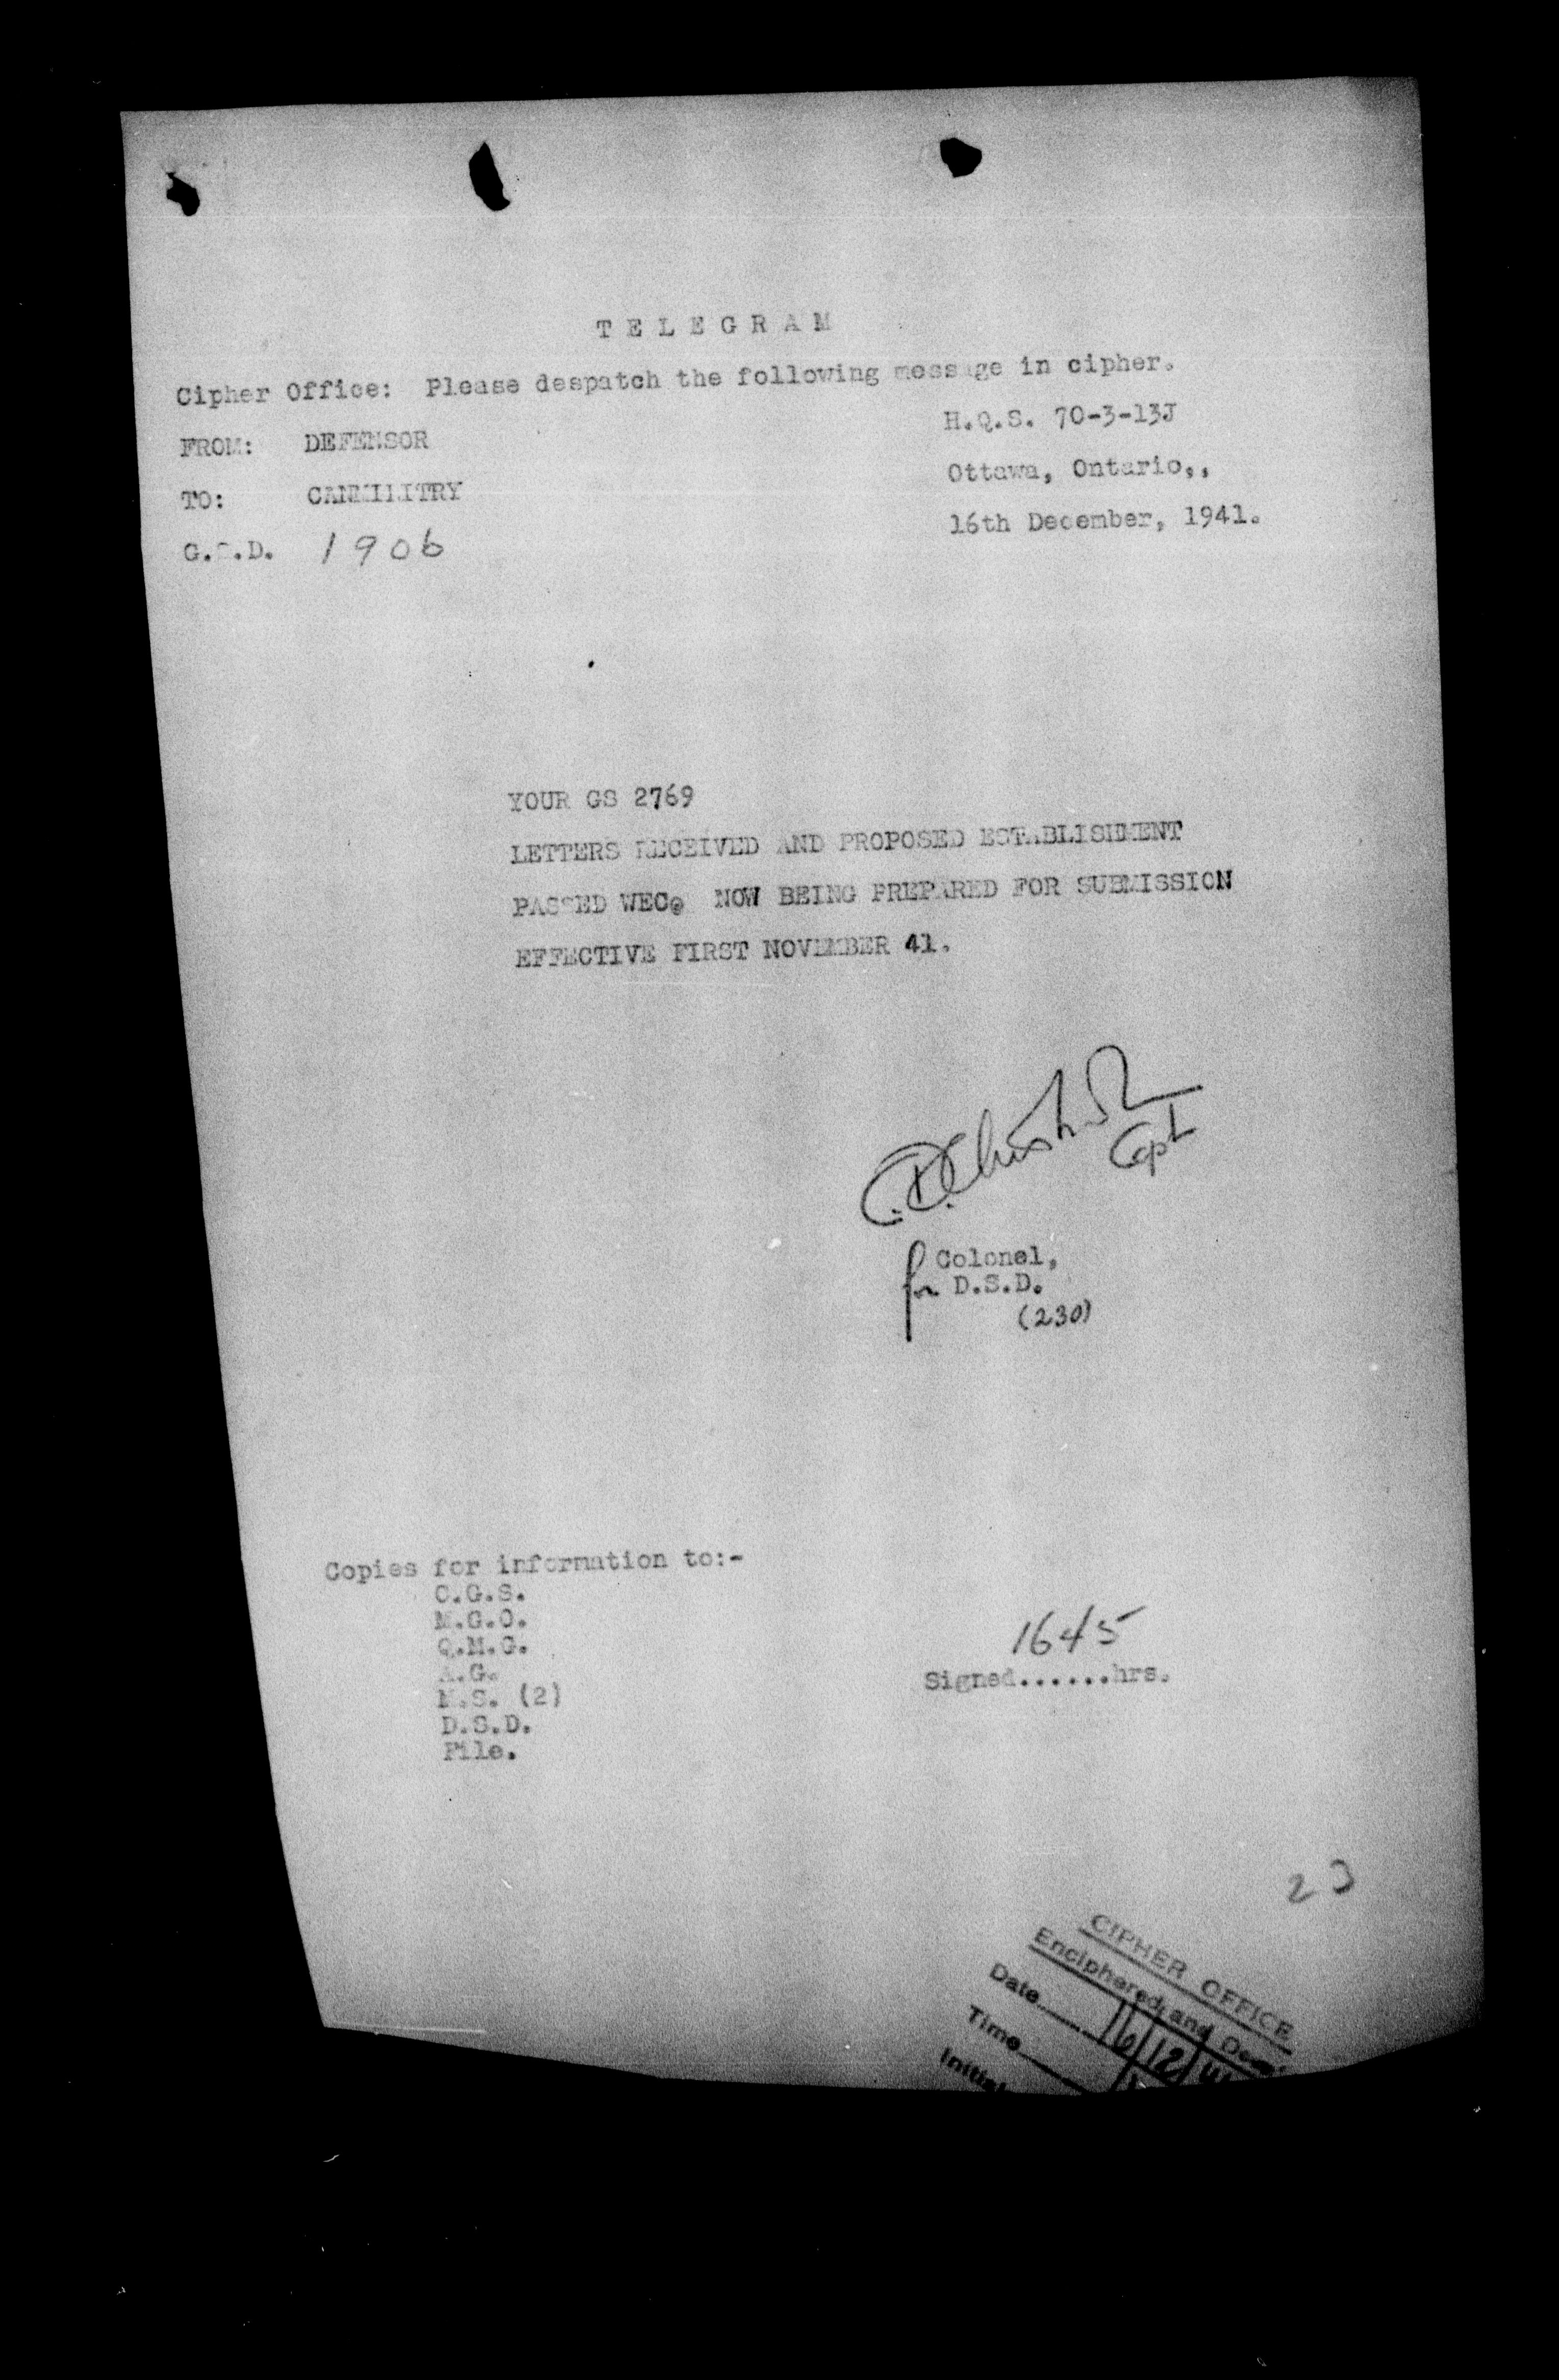 TELEGRAM
Cipher Office: Please despatch the following message in cipher.
H.Q.S. 70-3-13J
FROM: DEFENSOR
Ottawa, Ontario,,
TO: CANMILITRY
16th December, 1941.
G.S.D. 1906
YOUR GS 2769
LETTERS RECEIVED AND PROPOSED ESTABLISHMENT
PASSED WEC. NOW BEING PREPARED FOR SUBMISSION
EFFECTIVE FIRST NOVEMBER 41.
Capt
Colonel,
for D.S.D.
(230)
Copies for information to:-
C.G.S.
M.G.O.
Q.M.G.
A.G.
M.S. (2)
D.S.D.
File.
1645
Signed......hrs.
23
CIPHER OFFICE
Enciphered and
Date 16/12/41
Time
Initial